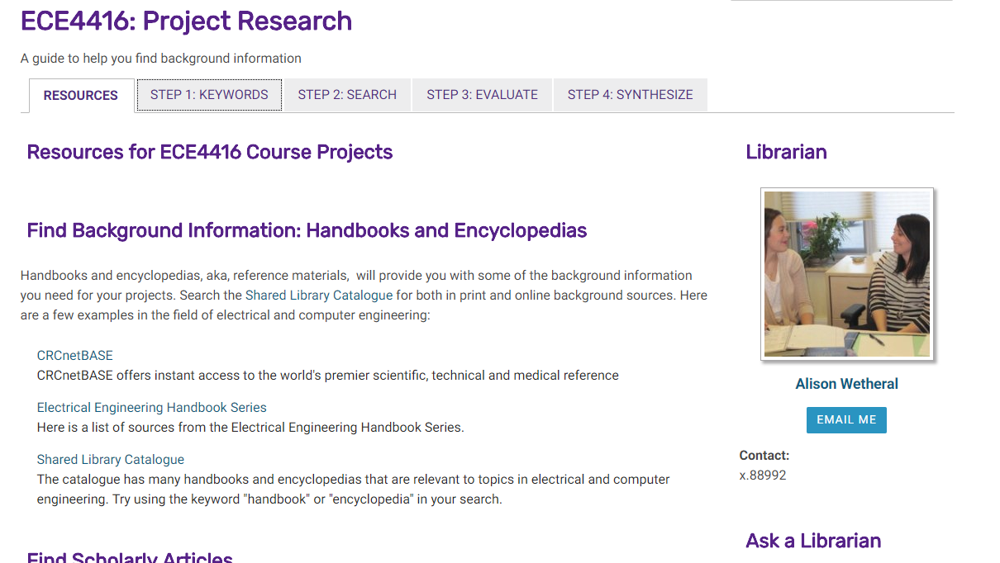 ECE4416: Project Research
A guide to help you find background information
RESOURCES
STEP 1: KEYWORDS
STEP 2: SEARCH
STEP 3: EVALUATE
STEP 4: SYNTHESIZE
Resources for ECE4416 Course Projects
Find Background Information: Handbooks and Encyclopedias
Handbooks and encyclopedias, aka, reference materials,  will provide you with some of the background information
you need for your projects. Search the Shared Library Catalogue for both in print and online background sources. Here
are a few examples in the field of electrical and computer engineering:
CRCnetBASE
CRCnetBASE offers instant access to the world's premier scientific, technical and medical reference
Electrical Engineering Handbook Series
Here is a list of sources from the Electrical Engineering Handbook Series.
Shared Library Catalogue
The catalogue has many handbooks and encyclopedias that are relevant to topics in electrical and computer
engineering. Try using the keyword "handbook" or "encyclopedia" in your search.
Find Scholarly Articles
Librarian
Alison Wetheral
EMAIL ME
Contact:
x.88992
Ask a Librarian